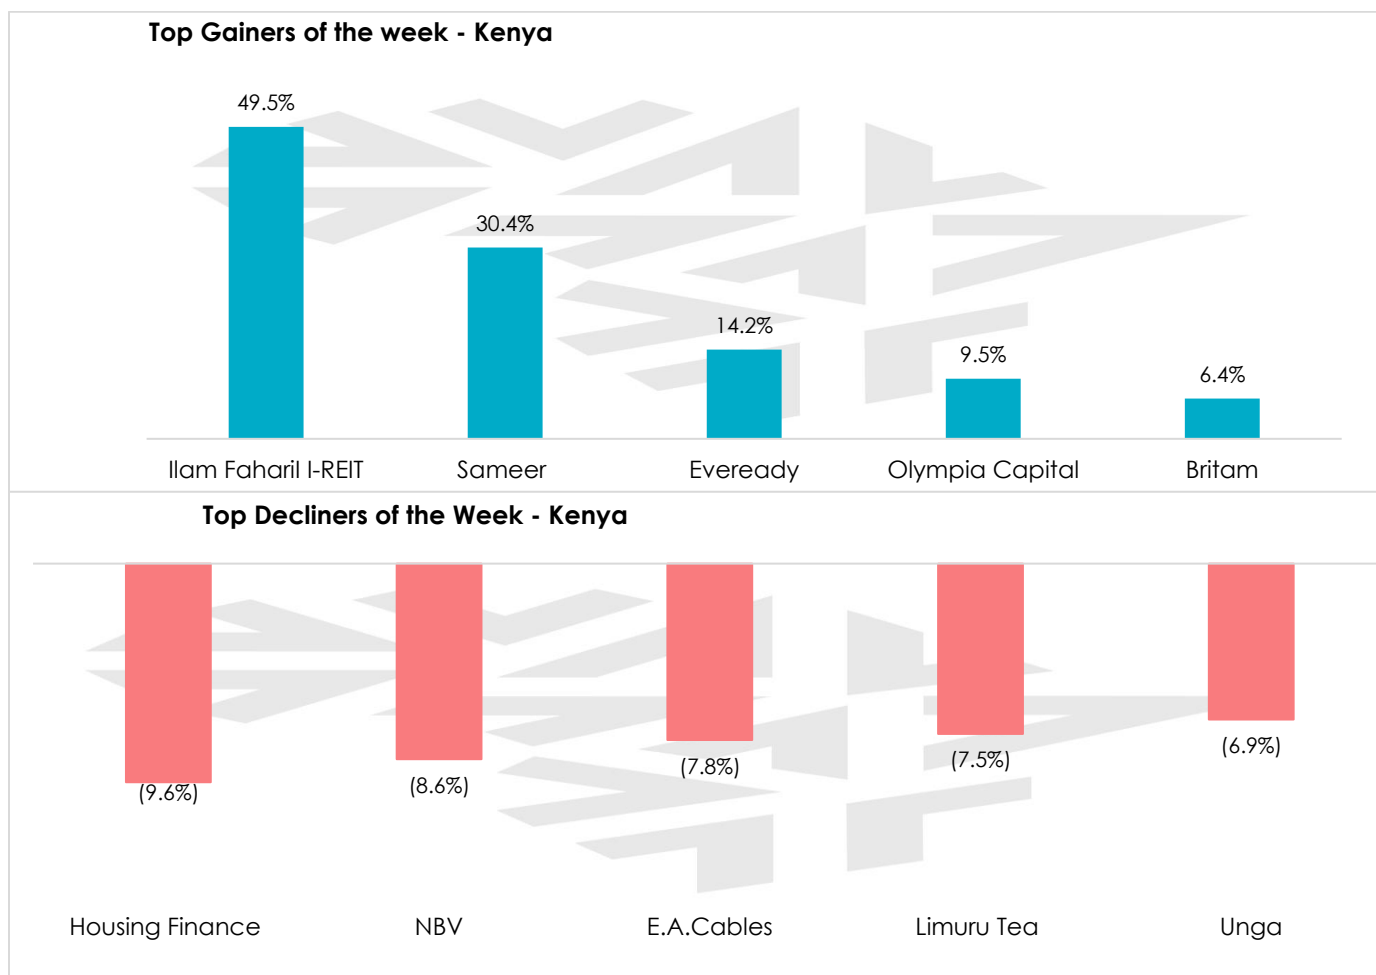 Top Gainers of the week - Kenya
49.5%
30.4%
14.2%
9.5%
6.4%
Ilam Faharil I-REIT
Sameer
Eveready
Olympia Capital
Britam
Top Decliners of the Week - Kenya
(9.6%)
(8.6%)
(7.8%)
(7.5%)
(6.9%)
Housing Finance
NBV
E.A.Cables
Limuru Tea
Unga